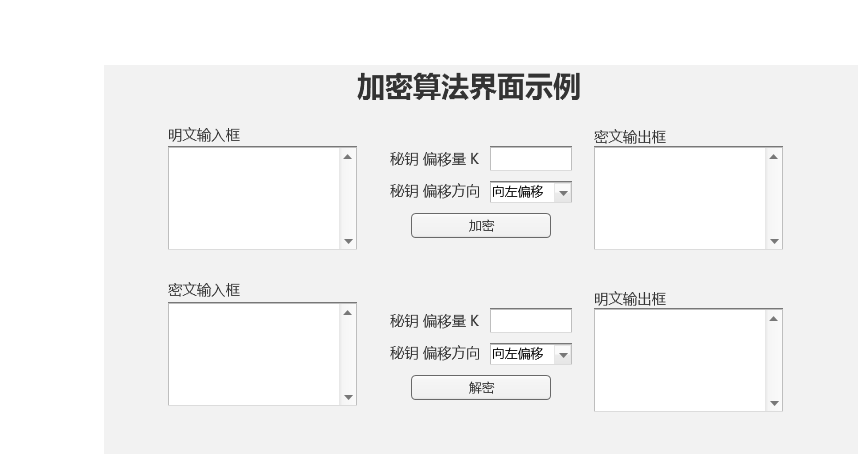 加密算法界面示例
明文输入框
秘钥 偏移量 K
密文输出框
秘钥 偏移方向 向左偏移
加密
密文输入框
秘钥 偏移量 K
明文输出框
秘钥 偏移方向 向左偏移
解密